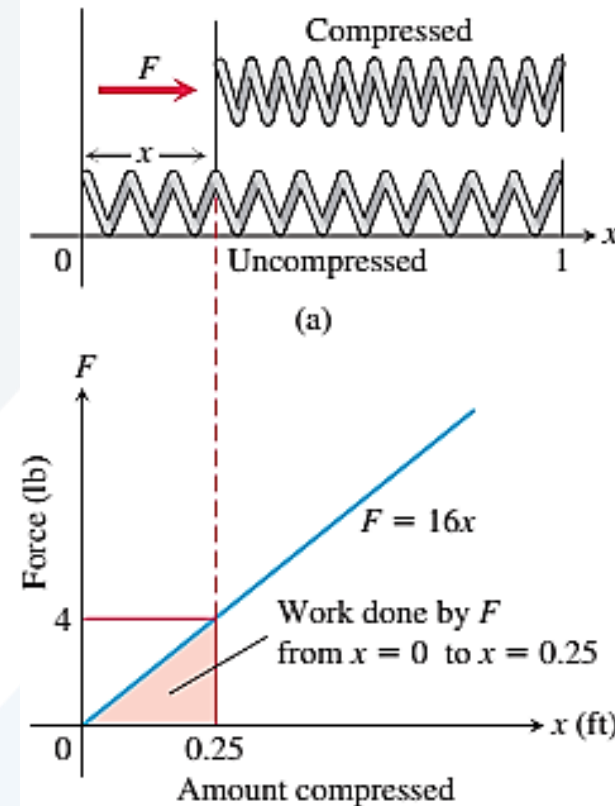 Compressed
F
x
x
0
Uncompressed
1
(a)
F
Force (lb)
F = 16x
4
Work done by F
from x = 0 to x = 0.25
x (ft)
0
0.25
Amount compressed